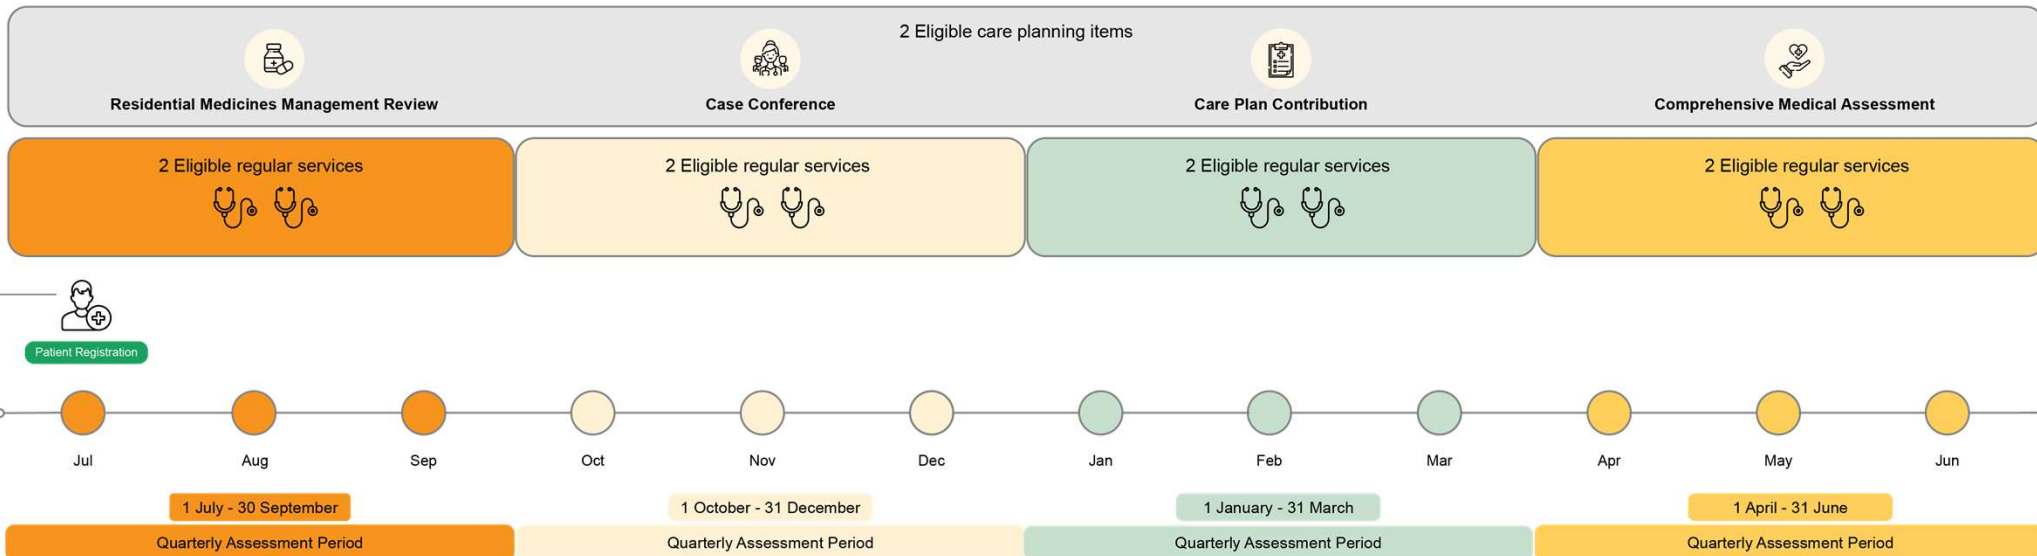 2 Eligible care planning items
Residential Medicines Management Review
Case Conference
Care Plan Contribution
Comprehensive Medical Assessment
2 Eligible regular services
2 Eligible regular services
2 Eligible regular services
2 Eligible regular services
Patient Registration
Jul
Aug
Sep
Oct
Nov
Dec
Jan
Feb
Mar
Apr
May
Jun
1 July - 30 September
1 October - 31 December
1 January - 31 March
1 April - 31 June
Quarterly Assessment Period
Quarterly Assessment Period
Quarterly Assessment Period
Quarterly Assessment Period